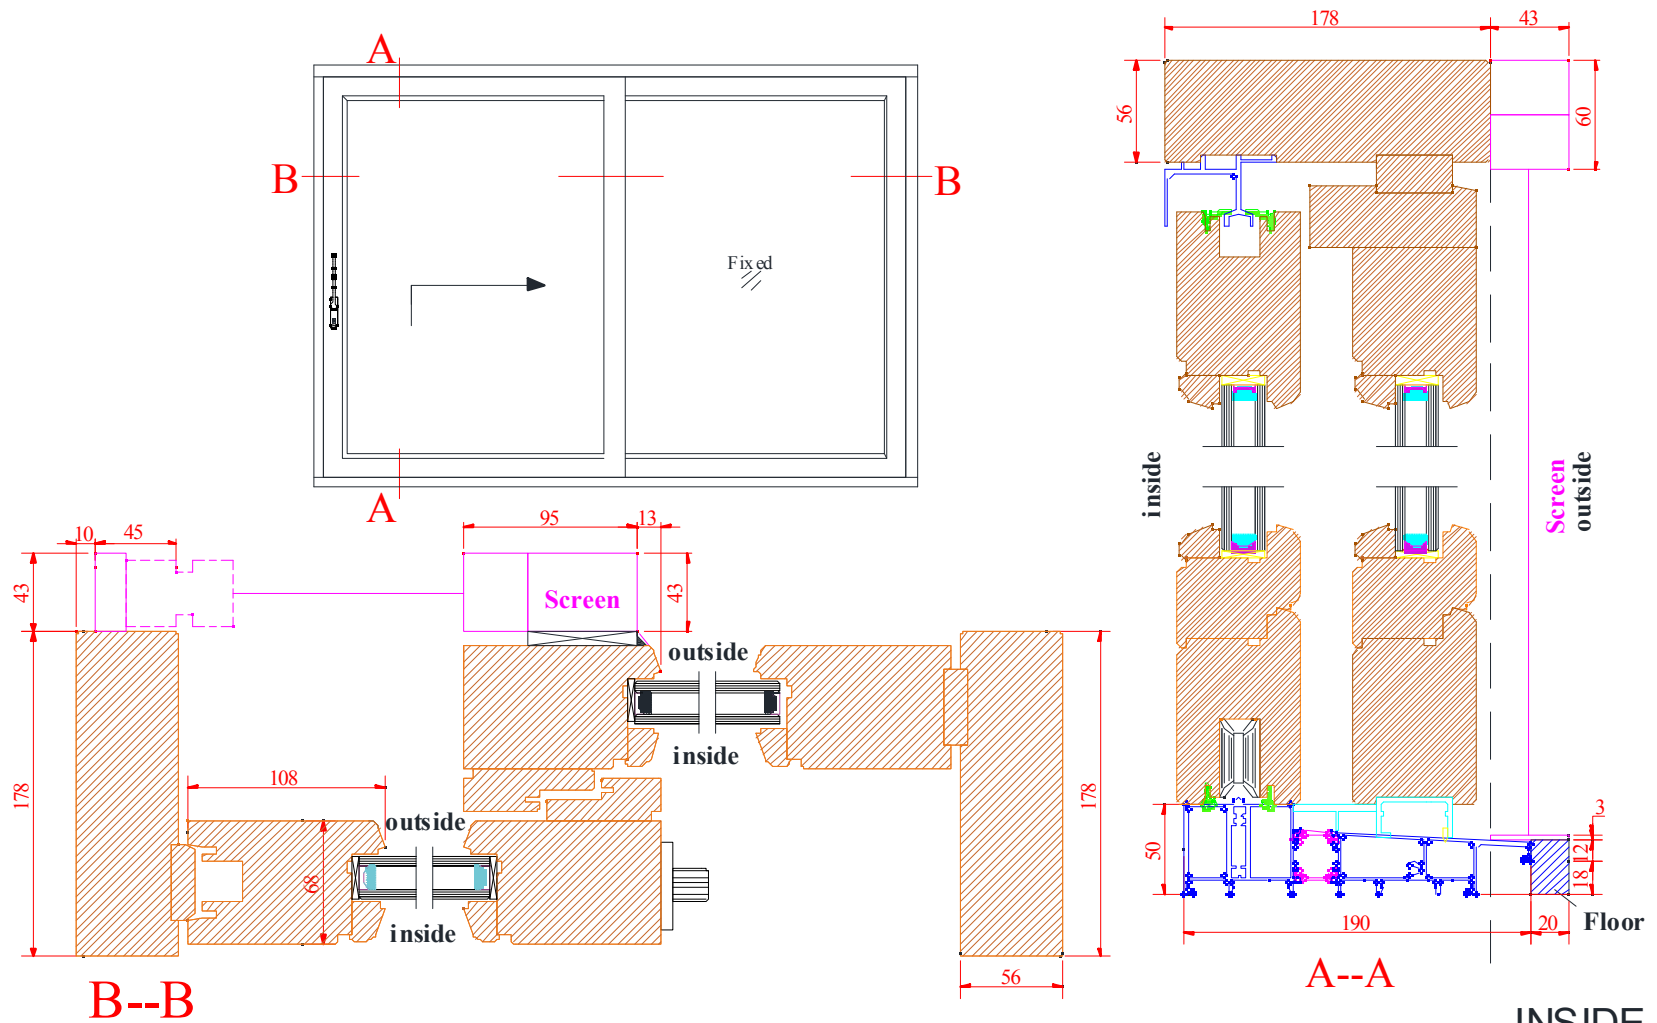 A
B
B
Fixed
A
178
43
56
60
inside
Screen
outside
3
12
18
50
190
20
Floor
A--A
10
45
95
13
43
43
Screen
outside
inside
178
108
68
outside
inside
178
56
B--B
INSIDE